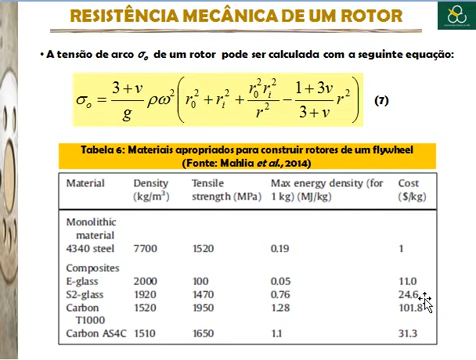 RESISTÊNCIA MECÂNICA DE UM ROTOR
• A tensão de arco σₒ de um rotor pode ser calculada com a seguinte equação:
σₒ = (3+v)/g ρω² (r₀² + rᵢ² + (r₀² rᵢ²)/r² − (1+3v)/(3+v) r²) (7)
Tabela 6: Materiais apropriados para construir rotores de um flywheel
(Fonte: Mahlia et al., 2014)
Material Density (kg/m³) Tensile strength (MPa) Max energy density (for 1 kg) (MJ/kg) Cost ($/kg)
Monolithic material
4340 steel 7700 1520 0.19 1
Composites
E-glass 2000 100 0.05 11.0
S2-glass 1920 1470 0.76 24.6
Carbon T1000 1520 1950 1.28 101.8
Carbon AS4C 1510 1650 1.1 31.3